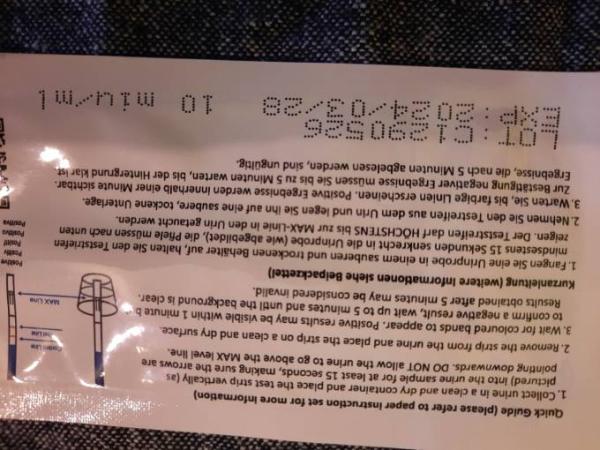 Quick Guide (please refer to paper instruction set for more information)
1. Collect urine in a clean and dry container and place the test strip vertically (as
pictured) into the urine sample for at least 15 seconds, making sure the arrows are
pointing downwards. DO NOT allow the urine to go above the MAX level line.
2. Remove the strip from the urine and place the strip on a clean and dry surface.
3. Wait for coloured bands to appear. Positive results may be visible within 1 minute b
to confirm a negative result, wait up to 5 minutes and until the background is clear.
Results obtained after 5 minutes may be considered invalid.
Kurzanleitung (weitere Informationen siehe Beipackzettel)
1. Fangen Sie eine Urinprobe in einem sauberen und trockenen Behälter auf, halten Sie den Teststreifen
mindestens 15 Sekunden senkrecht in die Urinprobe (wie abgebildet), die Pfeile müssen nach unten
zeigen. Der Teststreifen darf HÖCHSTENS bis zur MAX-Linie in den Urin getaucht werden.
2. Nehmen Sie den Testreifen aus dem Urin und legen Sie ihn auf eine saubere, tockene Unterlage.
3. Warten Sie, bis farbige Linien erscheinen. Positive Ergebnisse werden innerhalb einer Minute sichtbar.
Zur Bestätigung negativer Ergebnisse müssen Sie bis zu 5 Minuten warten, bis der Hintergrund klar ist
Ergebnisse, die nach 5 Minuten abgelesen werden, sind ungültig.
LOT: C1290526
EXP: 2024/03/28 10 miu/ml
Control Line
Line
MAX Line
Positive
Positiv
Positif